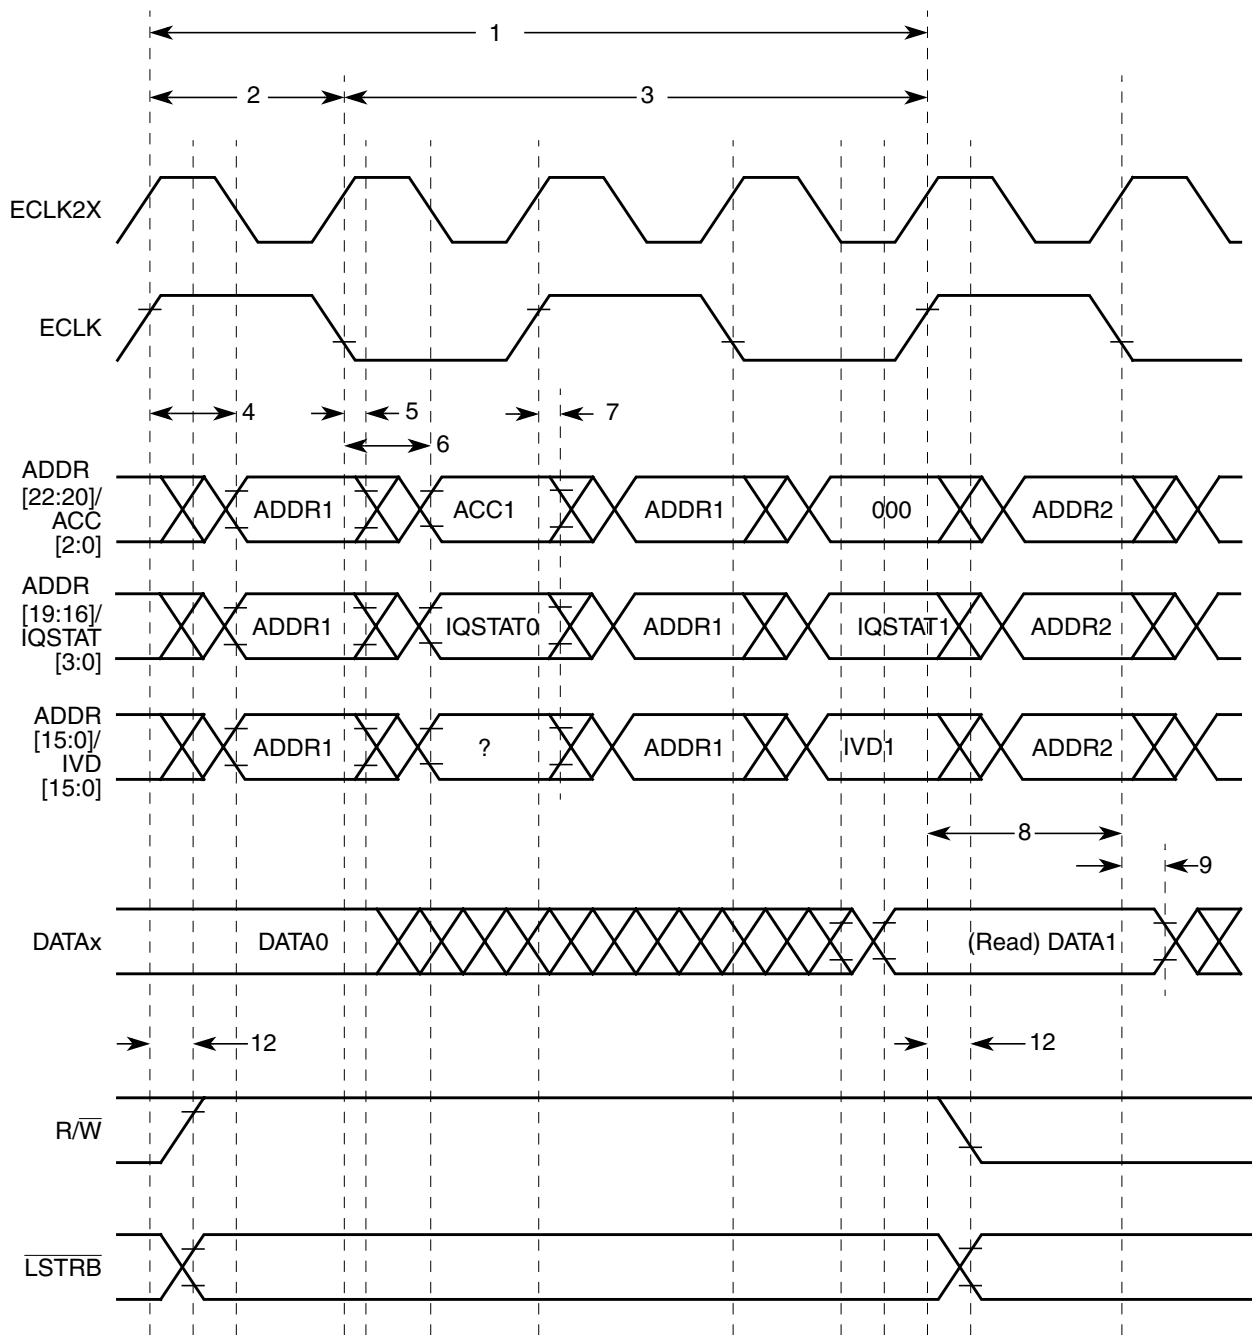 1
2 3
ECLK2X
ECLK
4 5 7
6
ADDR
[22:20]/
ACC
[2:0]
ADDR1 ACC1 ADDR1 000 ADDR2
ADDR
[19:16]/
IQSTAT
[3:0]
ADDR1 IQSTAT0 ADDR1 IQSTAT1 ADDR2
ADDR
[15:0]/
IVD
[15:0]
ADDR1 ? ADDR1 IVD1 ADDR2
8
9
DATAx DATA0 (Read) DATA1
12 12
R/W̅
L̅S̅T̅R̅B̅